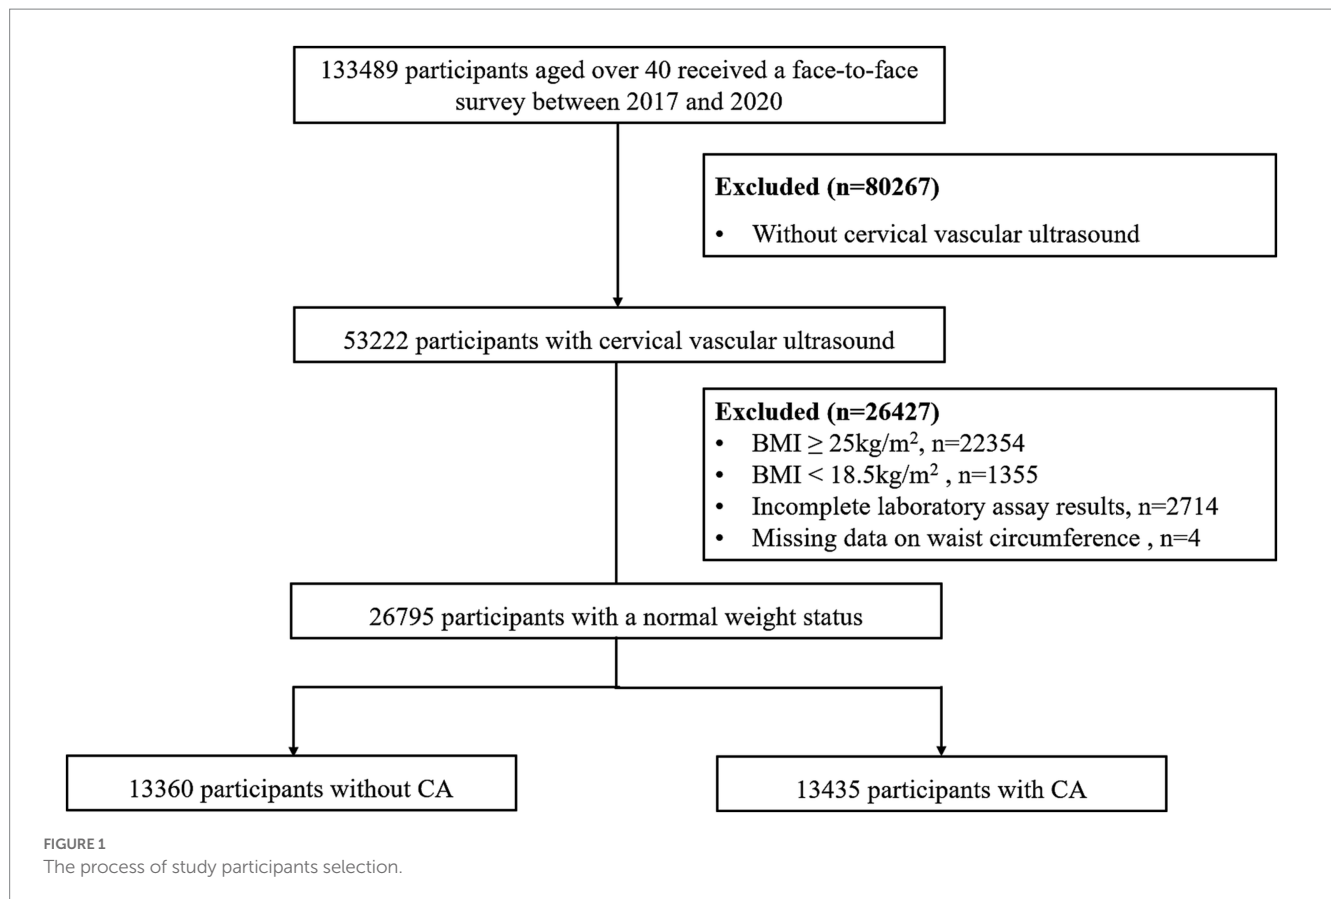 133489 participants aged over 40 received a face-to-face
survey between 2017 and 2020
Excluded (n=80267)
• Without cervical vascular ultrasound
53222 participants with cervical vascular ultrasound
Excluded (n=26427)
• BMI ≥ 25kg/m², n=22354
• BMI < 18.5kg/m² , n=1355
• Incomplete laboratory assay results, n=2714
• Missing data on waist circumference , n=4
26795 participants with a normal weight status
13360 participants without CA
13435 participants with CA
FIGURE 1
The process of study participants selection.